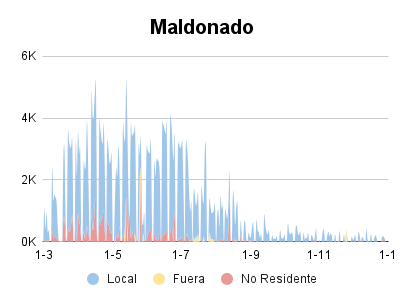 Maldonado
6K
4K
2K
0K
1-3 1-5 1-7 1-9 1-11 1-1
Local Fuera No Residente